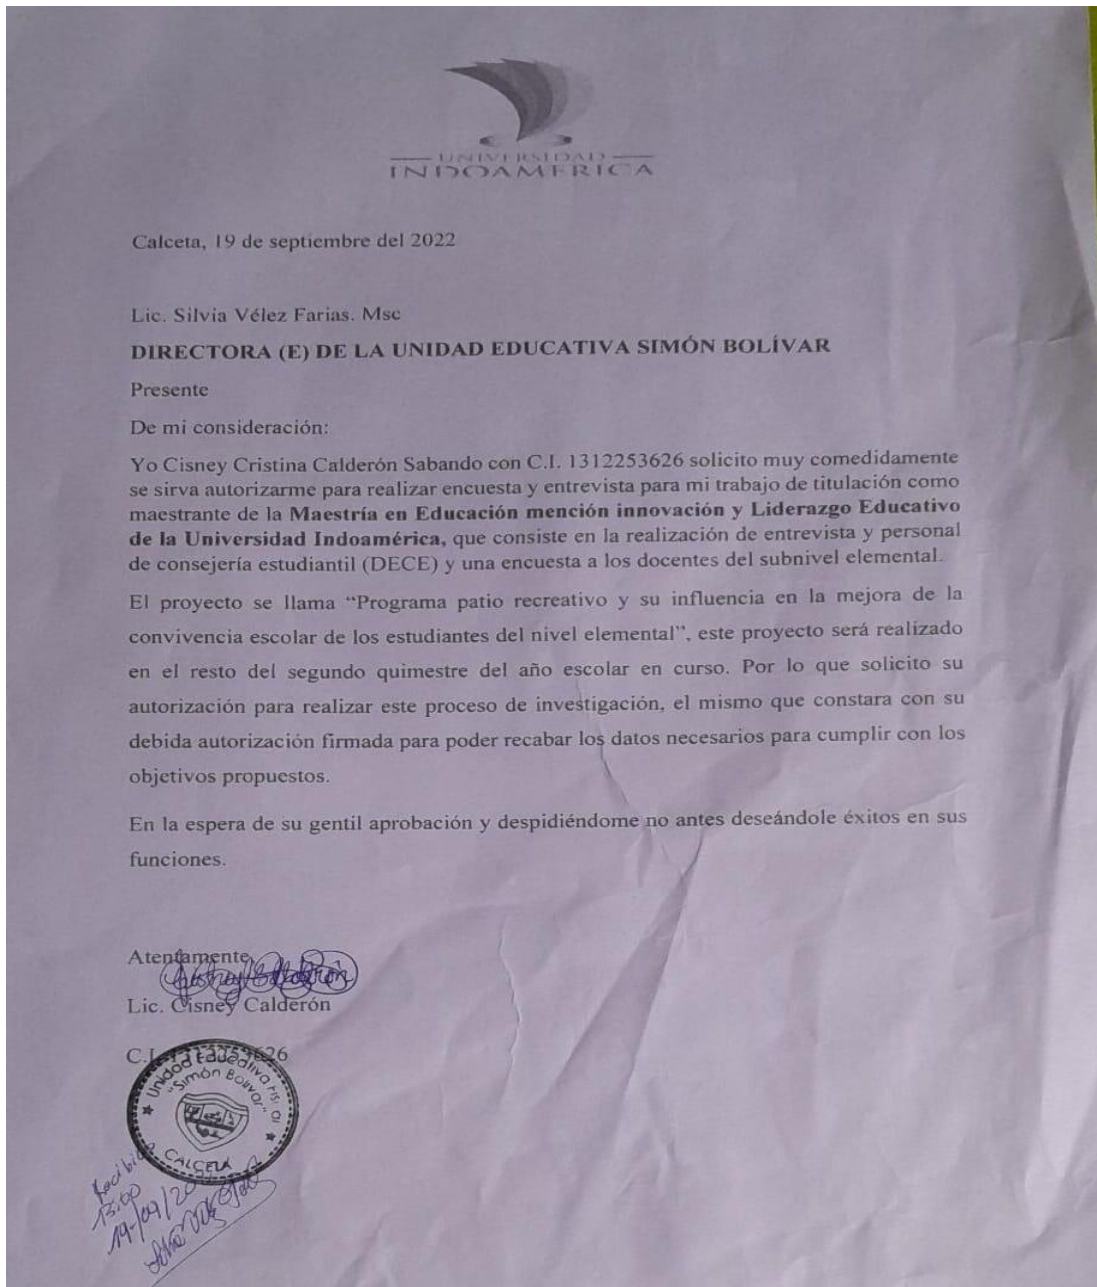 UNIVERSIDAD
INDOAMÉRICA
Calceta, 19 de septiembre del 2022
Lic. Silvia Vélez Farias. Msc
DIRECTORA (E) DE LA UNIDAD EDUCATIVA SIMÓN BOLÍVAR
Presente
De mi consideración:
Yo Cisney Cristina Calderón Sabando con C.I. 1312253626 solicito muy comedidamente
se sirva autorizarme para realizar encuesta y entrevista para mi trabajo de titulación como
maestrante de la Maestría en Educación mención innovación y Liderazgo Educativo
de la Universidad Indoamérica, que consiste en la realización de entrevista y personal
de consejería estudiantil (DECE) y una encuesta a los docentes del subnivel elemental.
El proyecto se llama “Programa patio recreativo y su influencia en la mejora de la
convivencia escolar de los estudiantes del nivel elemental”, este proyecto será realizado
en el resto del segundo quimestre del año escolar en curso. Por lo que solicito su
autorización para realizar este proceso de investigación, el mismo que constara con su
debida autorización firmada para poder recabar los datos necesarios para cumplir con los
objetivos propuestos.
En la espera de su gentil aprobación y despidiéndome no antes deseándole éxitos en sus
funciones.
Atentamente,
Lic. Cisney Calderón
C.I. 1312253626
Unidad Educativa Fiscal
"Simón Bolívar"
CALCETA
Recibido
13:00
19/09/20